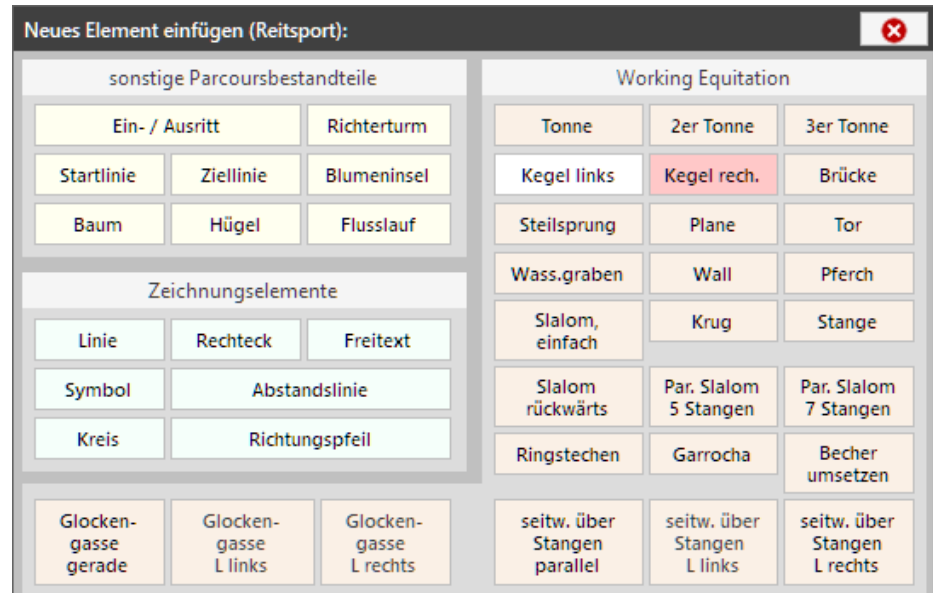 Neues Element einfügen (Reitsport):
sonstige Parcoursbestandteile
Ein- / Ausritt
Richterturm
Startlinie
Ziellinie
Blumeninsel
Baum
Hügel
Flusslauf
Zeichnungselemente
Linie
Rechteck
Freitext
Symbol
Abstandslinie
Kreis
Richtungspfeil
Glocken-
gasse
gerade
Glocken-
gasse
L links
Glocken-
gasse
L rechts
Working Equitation
Tonne
2er Tonne
3er Tonne
Kegel links
Kegel rech.
Brücke
Steilsprung
Plane
Tor
Wass.graben
Wall
Pferch
Slalom,
einfach
Krug
Stange
Slalom
rückwärts
Par. Slalom
5 Stangen
Par. Slalom
7 Stangen
Ringstechen
Garrocha
Becher
umsetzen
seitw. über
Stangen
parallel
seitw. über
Stangen
L links
seitw. über
Stangen
L rechts